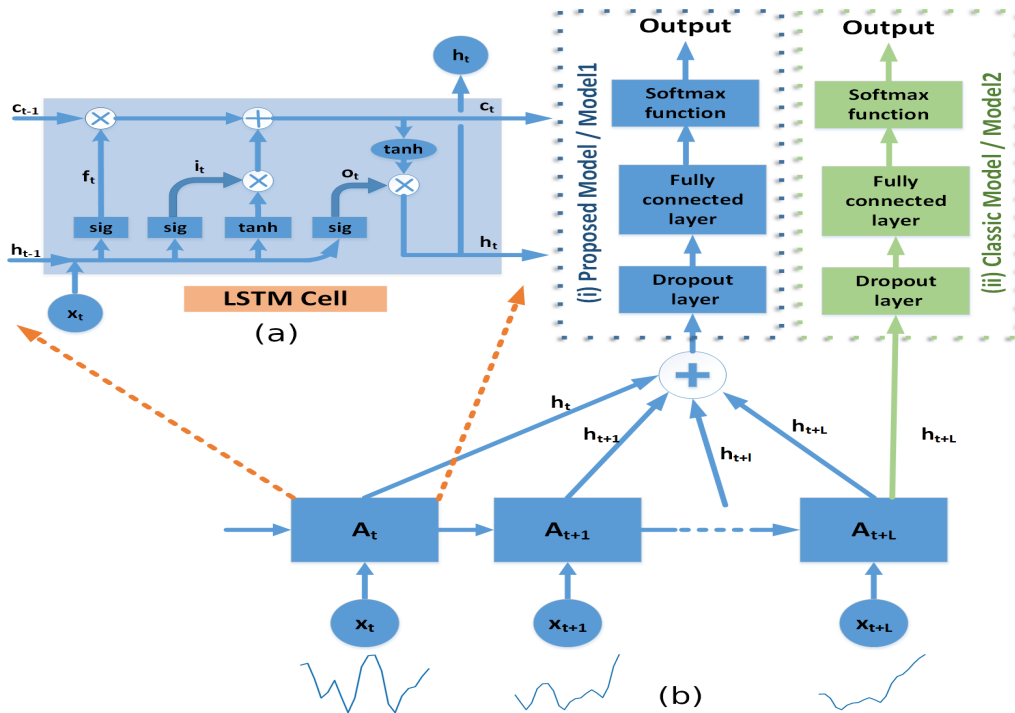 h_t
c_t-1
c_t
tanh
i_t
f_t
o_t
sig
sig
tanh
sig
h_t-1
h_t
x_t
LSTM Cell
(a)
Output
Softmax
function
Fully
connected
layer
Dropout
layer
(i) Proposed Model / Model1
Output
Softmax
function
Fully
connected
layer
Dropout
layer
(ii) Classic Model / Model2
h_t
h_t+1
h_t+l
h_t+L
h_t+L
A_t
A_t+1
A_t+L
x_t
x_t+1
x_t+L
(b)